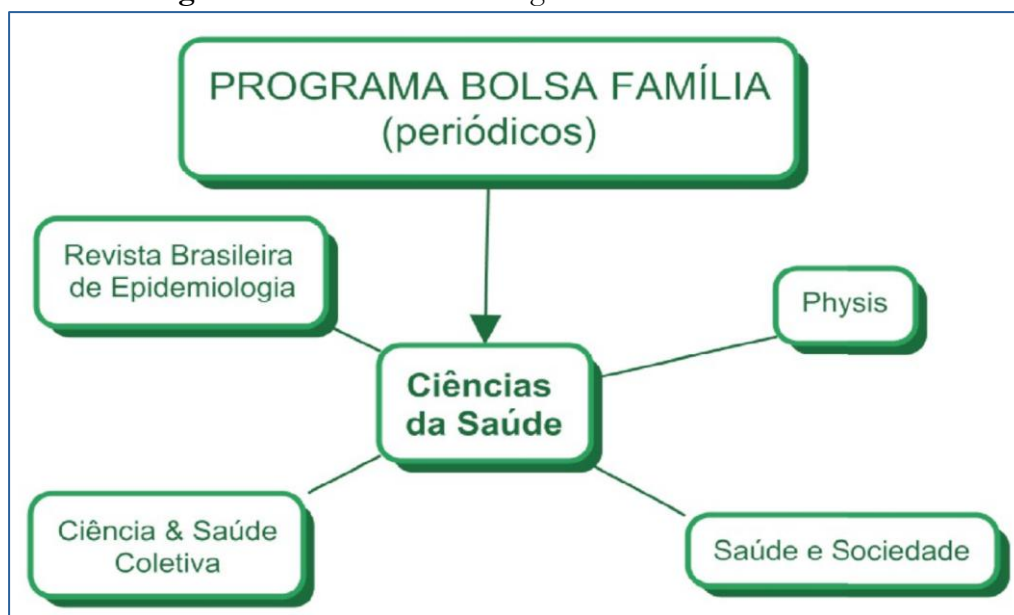 PROGRAMA BOLSA FAMÍLIA
(periódicos)
Revista Brasileira
de Epidemiologia
Physis
Ciências
da Saúde
Ciência & Saúde
Coletiva
Saúde e Sociedade